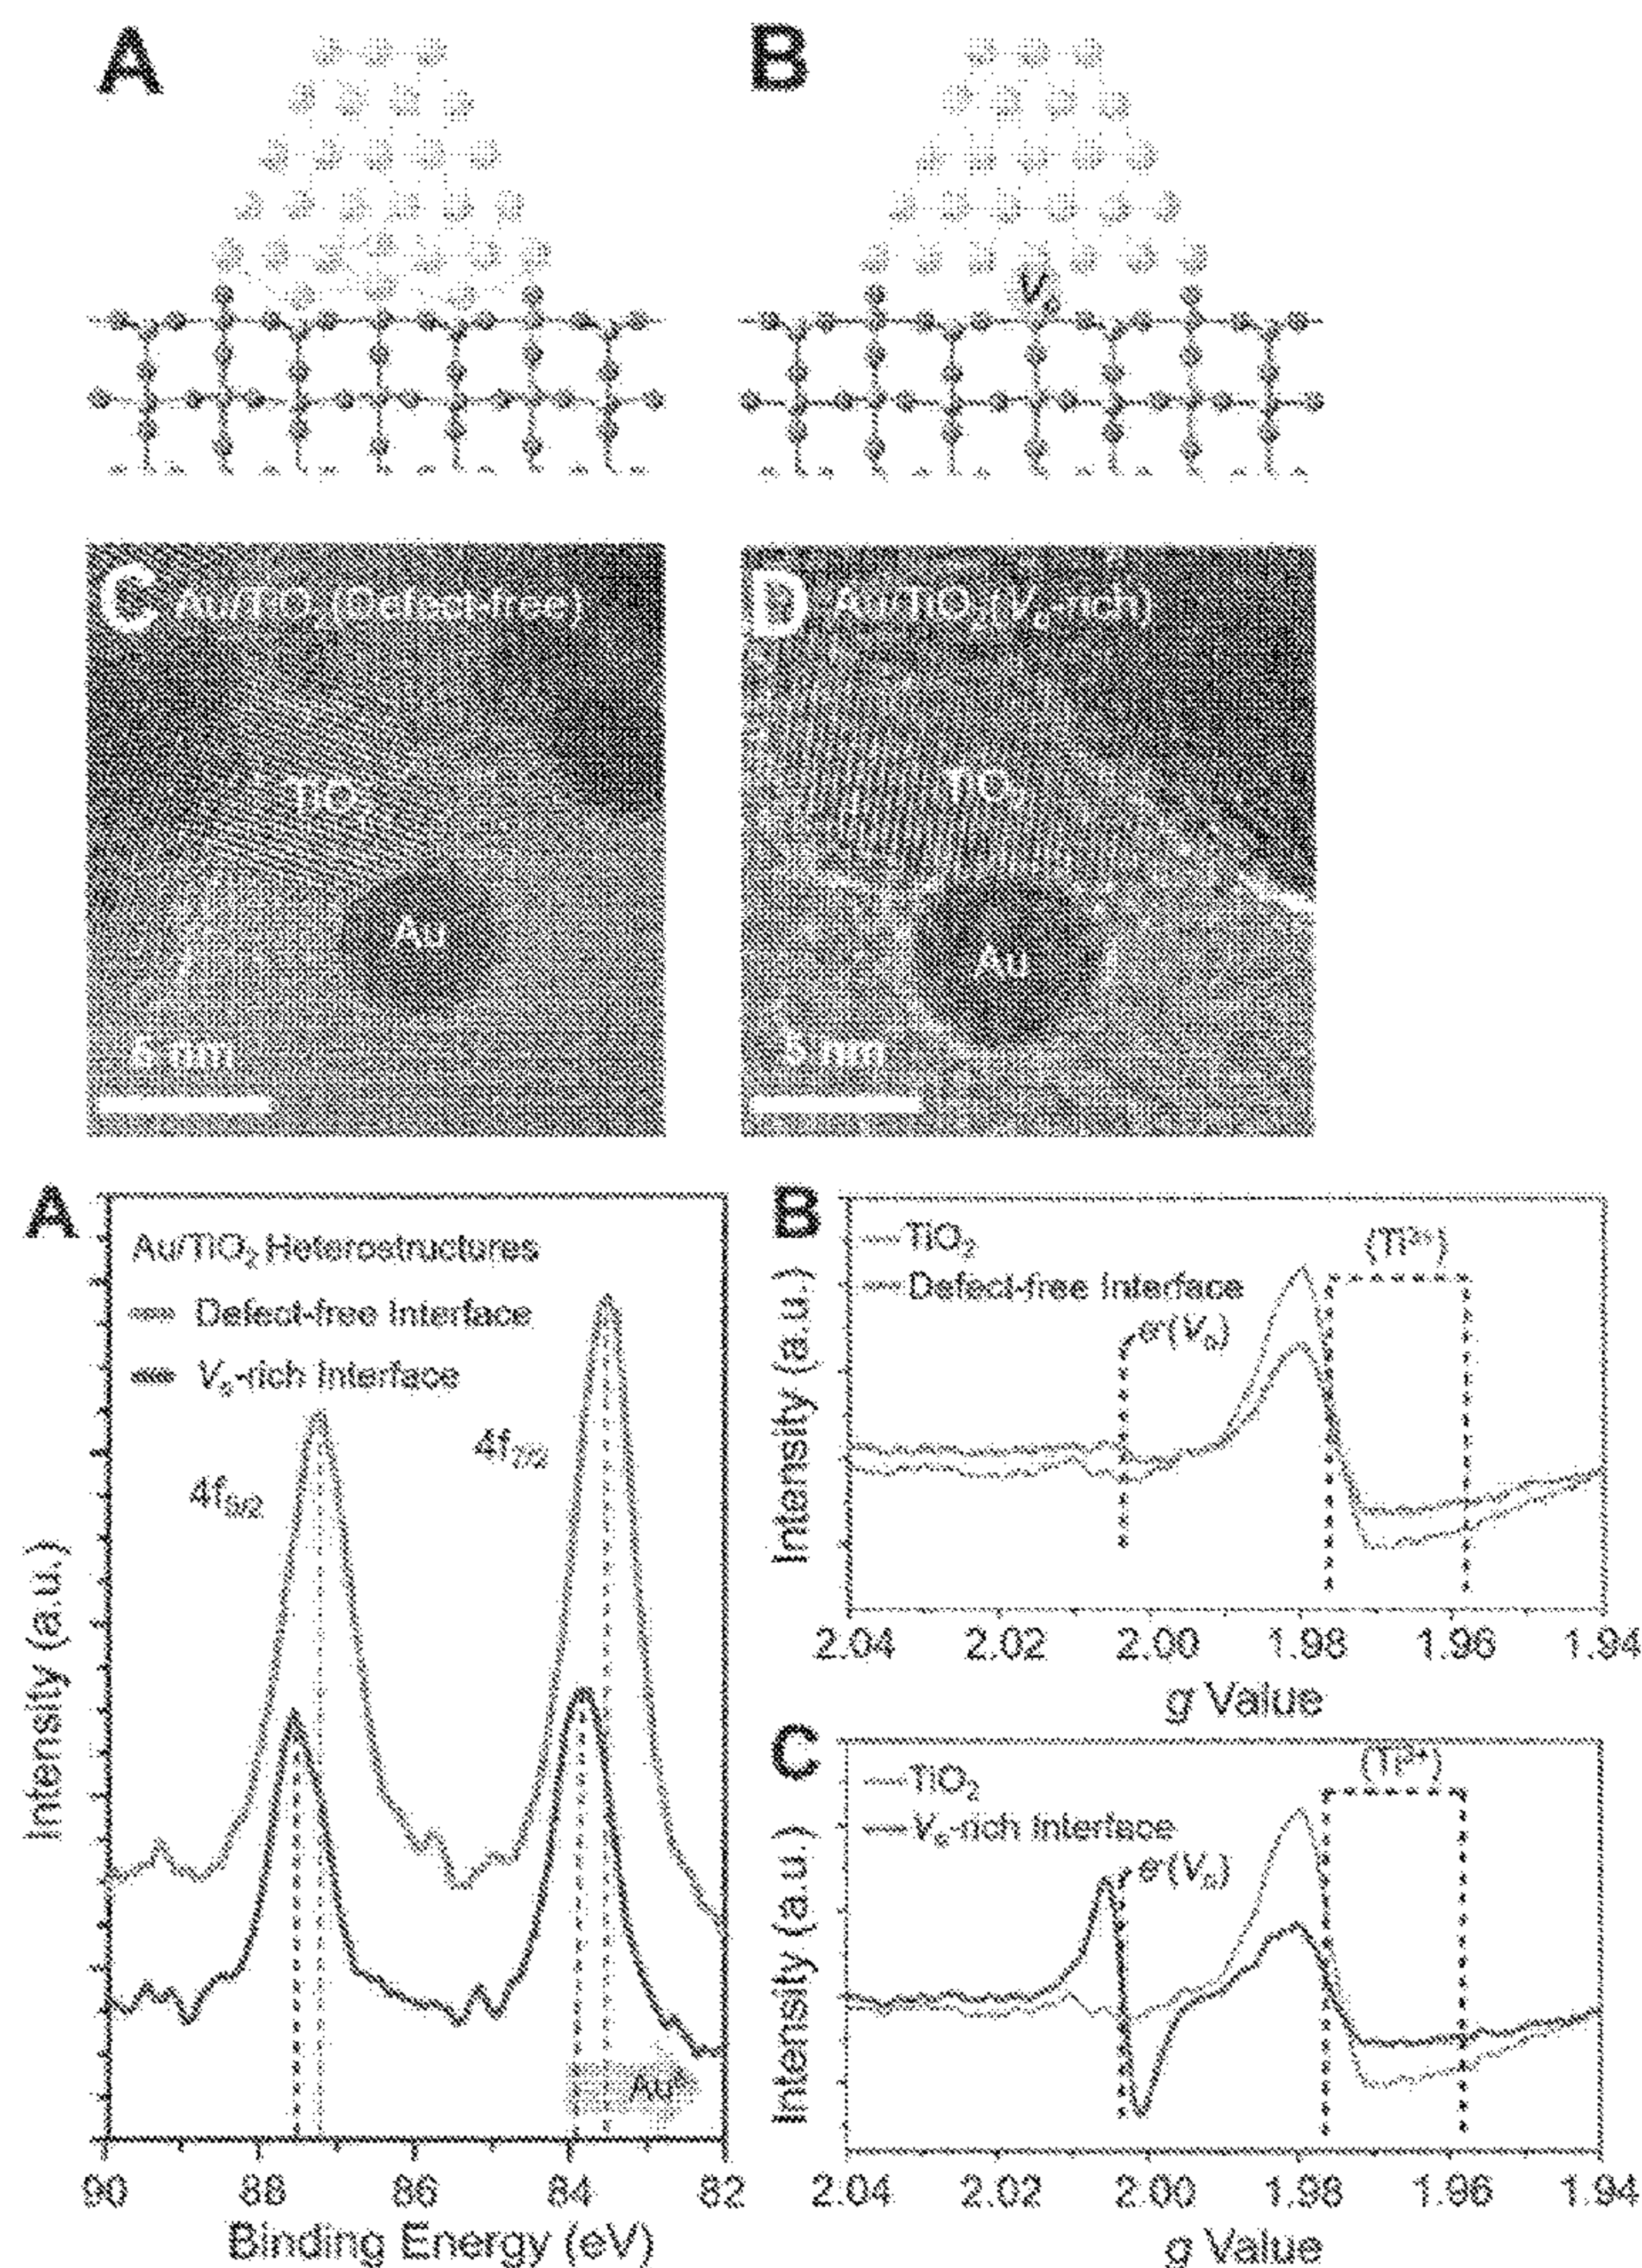 A
B
V
C Au/TiO2 (Defect-free)
TiO2
Au
5 nm
D Au/TiO2 (Vo-rich)
TiO2
Au
5 nm
A
Au/TiO2 Heterostructures
Defect-free Interface
Vo-rich Interface
4f5/2
4f7/2
Au
Intensity (a.u.)
90 88 86 84 82
Binding Energy (eV)
B
TiO2
Defect-free Interface
e-(Vo)
(Ti3+)
Intensity (a.u.)
2.04 2.02 2.00 1.98 1.96 1.94
g Value
C
TiO2
Vo-rich Interface
e-(Vo)
(Ti3+)
Intensity (a.u.)
2.04 2.02 2.00 1.98 1.96 1.94
g Value